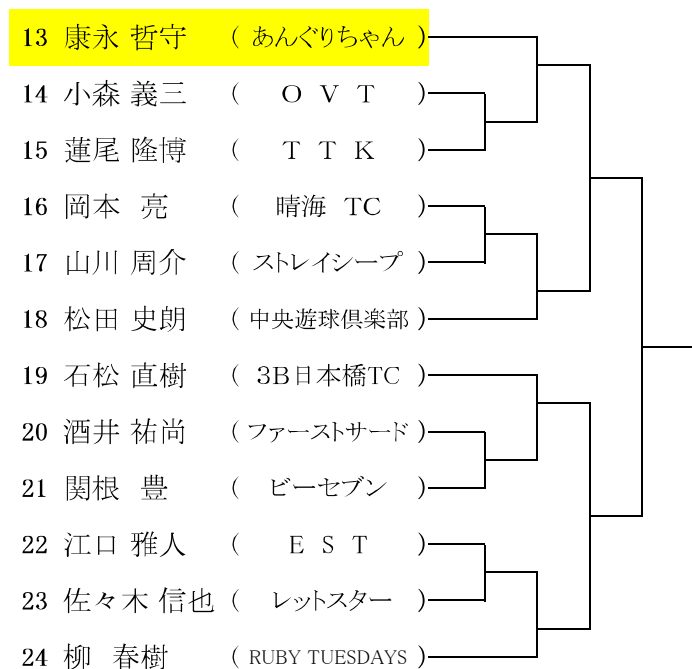 13 康永 哲守 ( あんぐりちゃん )
14 小森 義三 ( O V T )
15 蓮尾 隆博 ( T T K )
16 岡本 亮 ( 晴海 TC )
17 山川 周介 ( ストレイシープ )
18 松田 史朗 ( 中央遊球倶楽部 )
19 石松 直樹 ( 3B日本橋TC )
20 酒井 祐尚 ( ファーストサード )
21 関根 豊 ( ビーセブン )
22 江口 雅人 ( E S T )
23 佐々木 信也 ( レットスター )
24 柳 春樹 ( RUBY TUESDAYS )